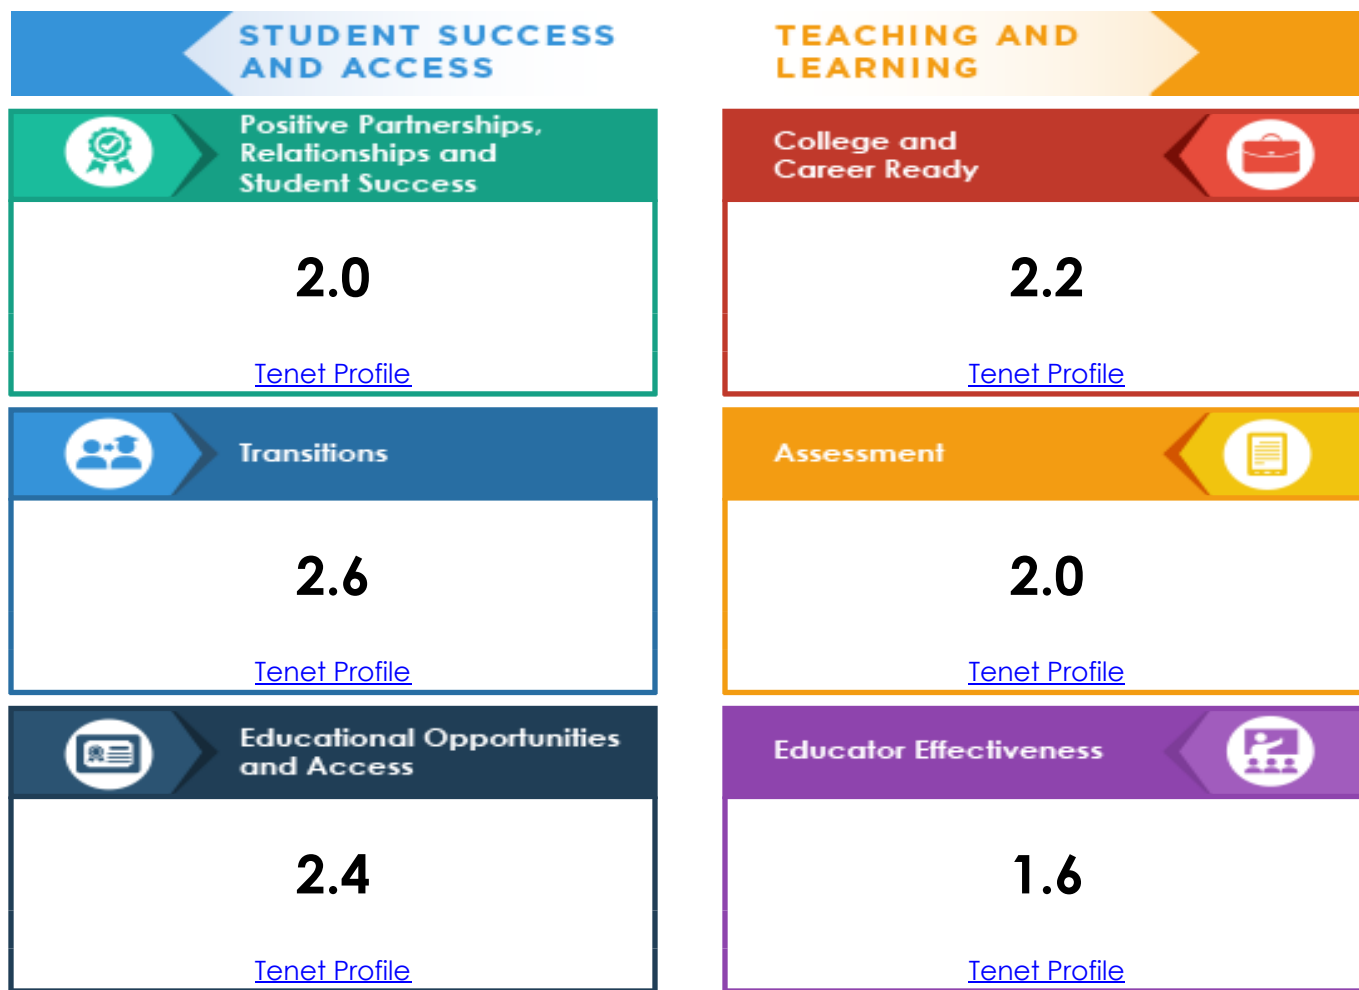 STUDENT SUCCESS
AND ACCESS
Positive Partnerships,
Relationships and
Student Success
2.0
Tenet Profile
Transitions
2.6
Tenet Profile
Educational Opportunities
and Access
2.4
Tenet Profile
TEACHING AND
LEARNING
College and
Career Ready
2.2
Tenet Profile
Assessment
2.0
Tenet Profile
Educator Effectiveness
1.6
Tenet Profile